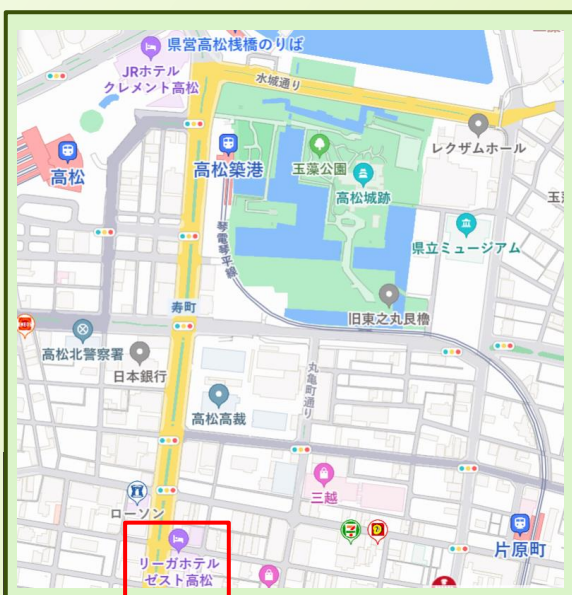 県営高松桟橋のりば
JRホテル
クレメント高松
水城通り
レクザムホール
高松
高松築港
玉藻公園
高松城跡
玉藻
県立ミュージアム
琴電琴平線
寿町
旧東之丸艮櫓
高松北警察署
日本銀行
丸亀町通り
高松高裁
三越
ローソン
片原町
リーガホテル
ゼスト高松